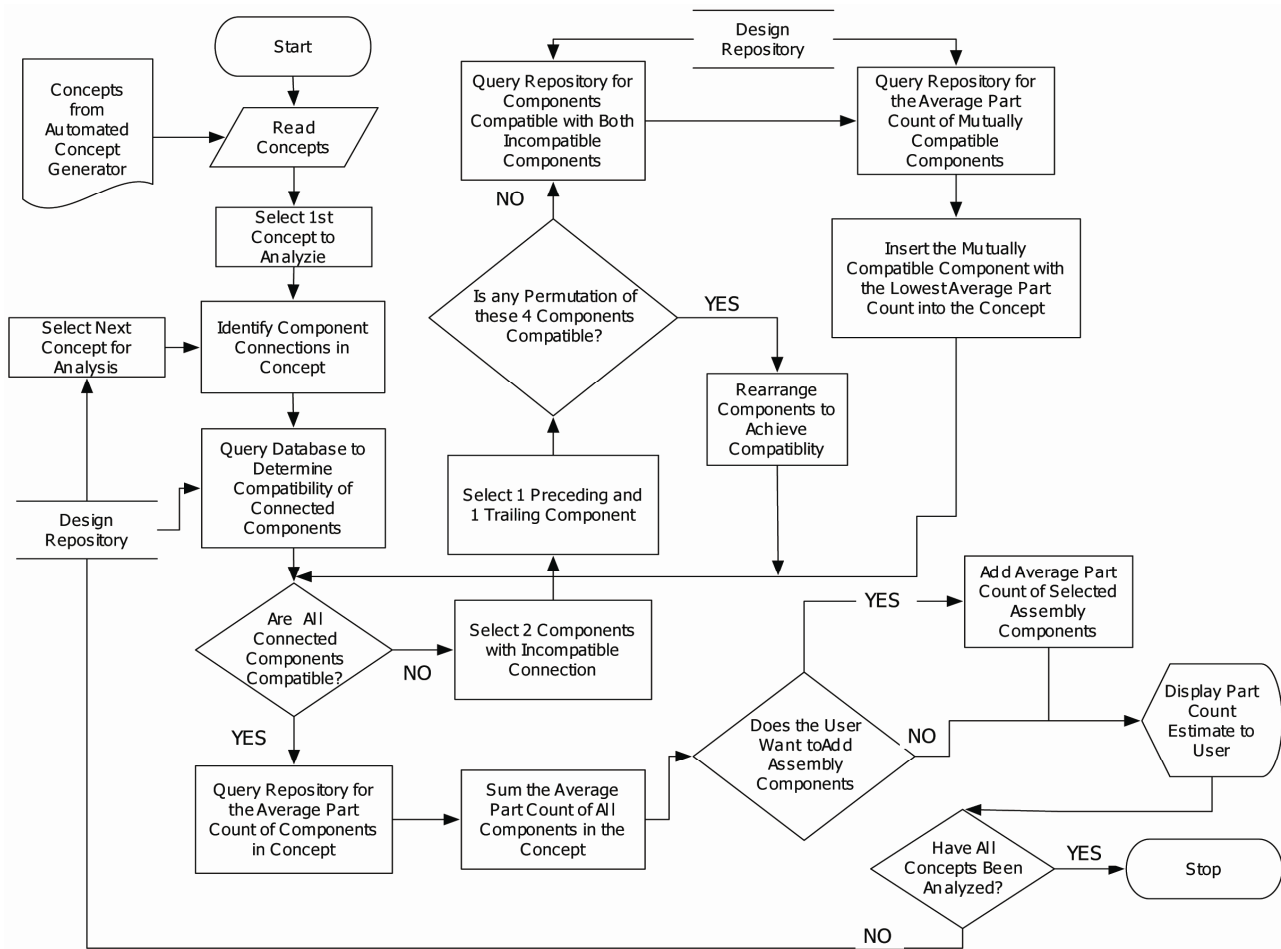 Start
Concepts
from
Automated
Concept
Generator
Read
Concepts
Select 1st
Concept to
Analyzie
Select Next
Concept for
Analysis
Identify Component
Connections in
Concept
Query Database to
Determine
Compatibility of
Connected
Components
Design
Repository
Are All
Connected
Components
Compatible?
NO
YES
Select 2 Components
with Incompatible
Connection
Select 1 Preceding and
1 Trailing Component
Is any Permutation of
these 4 Components
Compatible?
NO
YES
Rearrange
Components to
Achieve
Compatiblity
Query Repository for
Components
Compatible with Both
Incompatible
Components
Design
Repository
Query Repository for
the Average Part
Count of Mutually
Compatible
Components
Insert the Mutually
Compatible Component with
the Lowest Average Part
Count into the Concept
Query Repository for
the Average Part
Count of Components
in Concept
Sum the Average
Part Count of All
Components in the
Concept
Does the User
Want toAdd
Assembly
Components
YES
NO
Add Average Part
Count of Selected
Assembly
Components
Display Part
Count
Estimate to
User
Have All
Concepts Been
Analyzed?
YES
NO
Stop